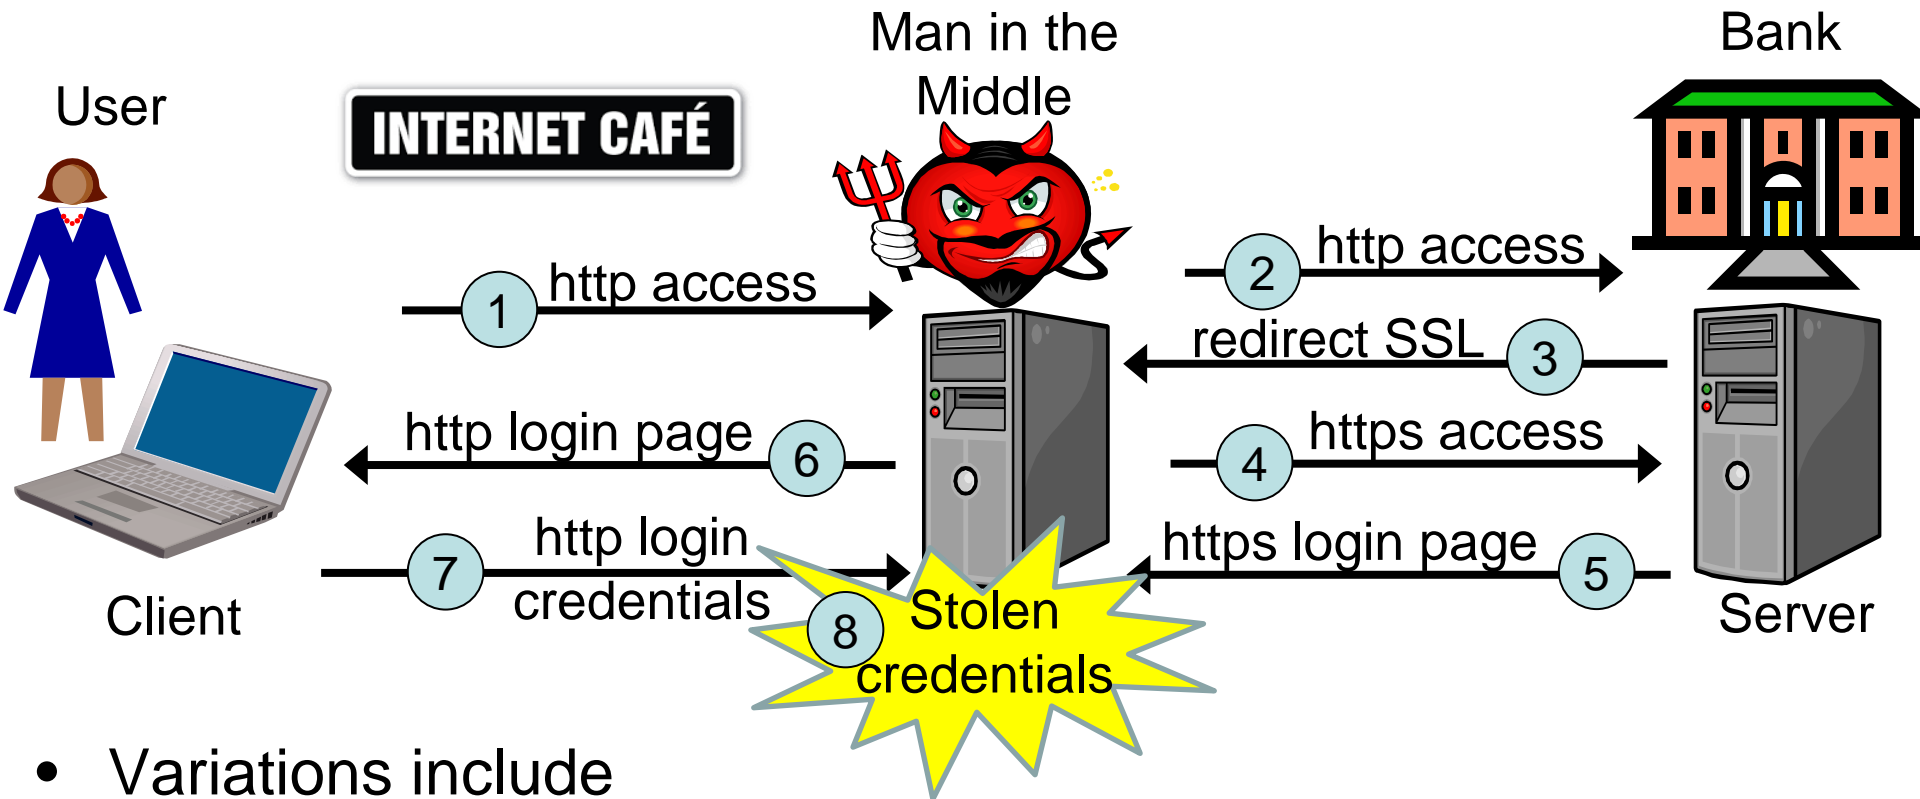 Man in the
Middle
Bank
User
INTERNET CAFÉ
1 http access
2 http access
redirect SSL 3
http login page 6
4 https access
7 http login
credentials
https login page 5
Client
8 Stolen
credentials
Server
• Variations include